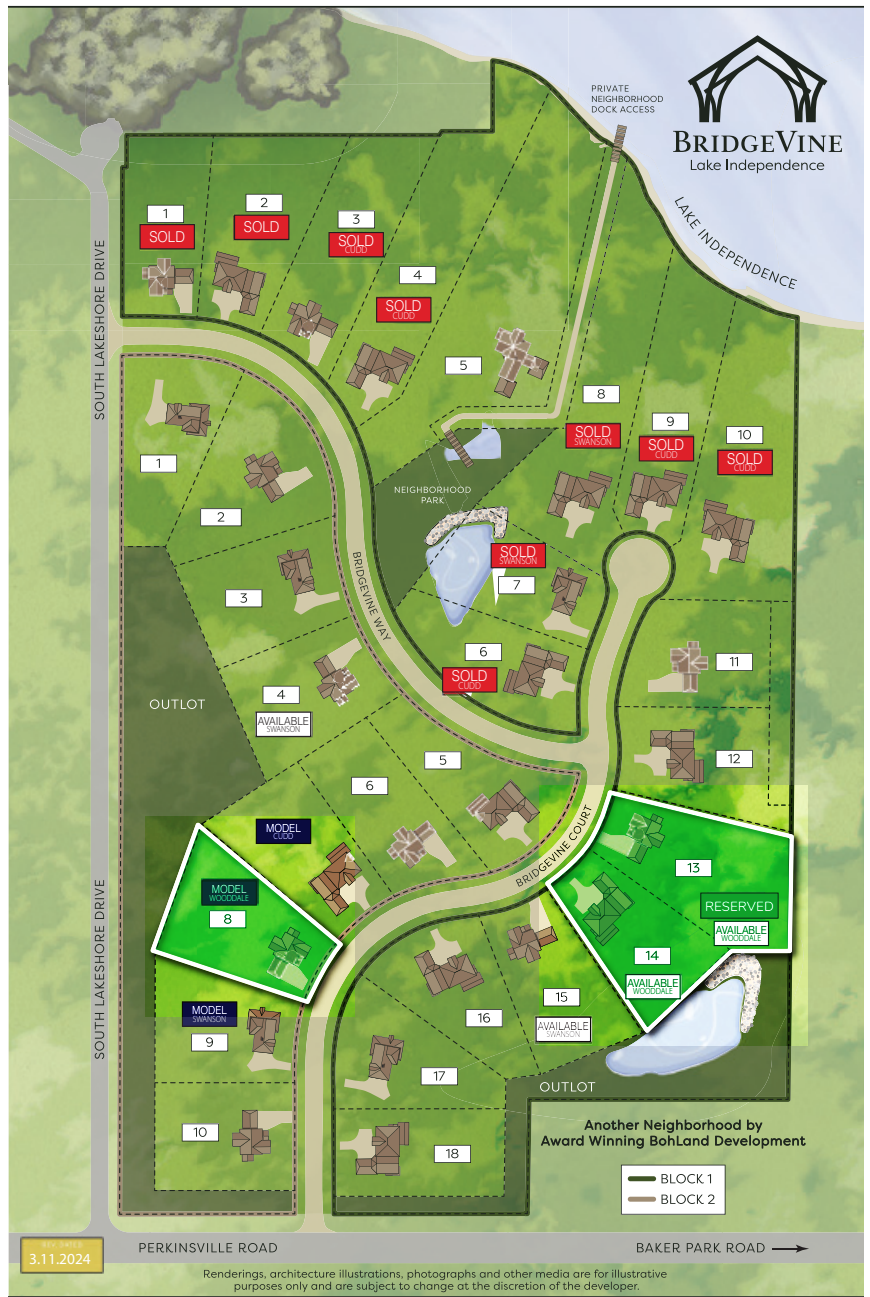 PRIVATE
NEIGHBORHOOD
DOCK ACCESS
BRIDGEVINE
Lake Independence
LAKE INDEPENDENCE
SOUTH LAKESHORE DRIVE
1
SOLD
2
SOLD
3
SOLD
CUDD
4
SOLD
CUDD
5
8
SOLD
SWANSON
9
SOLD
CUDD
10
SOLD
CUDD
1
2
NEIGHBORHOOD
PARK
SOLD
SWANSON
7
3
BRIDGEVINE WAY
6
SOLD
CUDD
11
4
AVAILABLE
SWANSON
OUTLOT
12
5
6
MODEL
CUDD
BRIDGEVINE COURT
MODEL
WOODDALE
8
13
RESERVED
AVAILABLE
WOODDALE
14
AVAILABLE
WOODDALE
SOUTH LAKESHORE DRIVE
MODEL
SWANSON
9
15
AVAILABLE
SWANSON
16
17
OUTLOT
10
18
Another Neighborhood by
Award Winning BohLand Development
BLOCK 1
BLOCK 2
REV. DATED
3.11.2024
PERKINSVILLE ROAD
BAKER PARK ROAD
Renderings, architecture illustrations, photographs and other media are for illustrative
purposes only and are subject to change at the discretion of the developer.